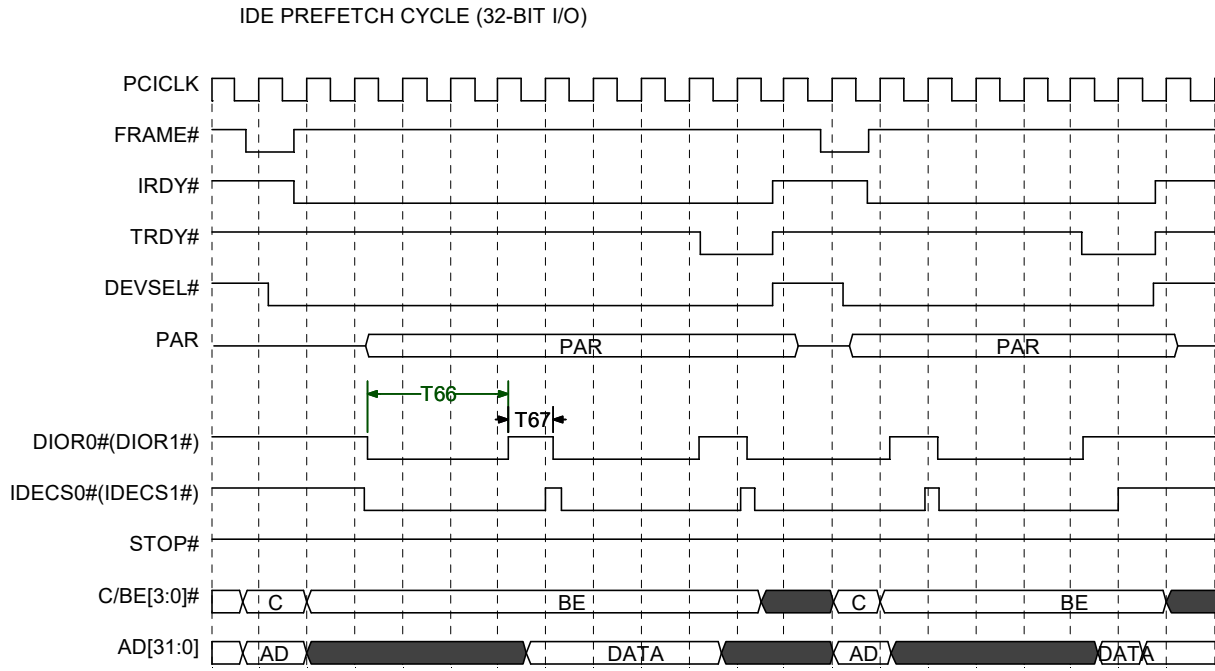 IDE PREFETCH CYCLE (32-BIT I/O)
PCICLK
FRAME#
IRDY#
TRDY#
DEVSEL#
PAR PAR PAR
T66
T67
DIOR0#(DIOR1#)
IDECS0#(IDECS1#)
STOP#
C/BE[3:0]# C BE C BE
AD[31:0] AD DATA AD DATA